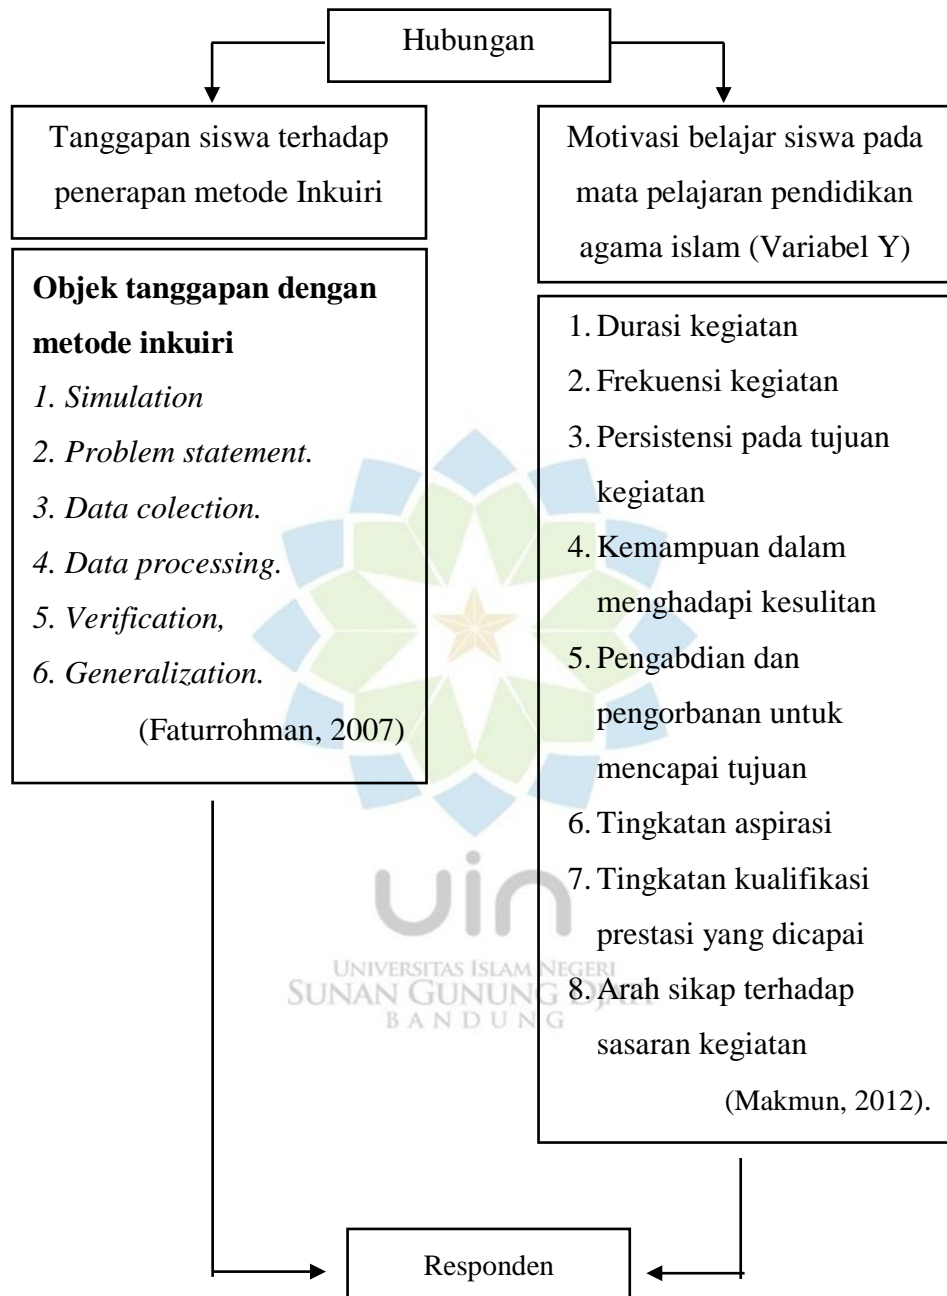 Hubungan
Tanggapan siswa terhadap
penerapan metode Inkuiri
Objek tanggapan dengan
metode inkuiri
1. Simulation
2. Problem statement.
3. Data colection.
4. Data processing.
5. Verification,
6. Generalization.
(Faturrohman, 2007)
Motivasi belajar siswa pada
mata pelajaran pendidikan
agama islam (Variabel Y)
1. Durasi kegiatan
2. Frekuensi kegiatan
3. Persistensi pada tujuan
kegiatan
4. Kemampuan dalam
menghadapi kesulitan
5. Pengabdian dan
pengorbanan untuk
mencapai tujuan
6. Tingkatan aspirasi
7. Tingkatan kualifikasi
prestasi yang dicapai
8. Arah sikap terhadap
sasaran kegiatan
(Makmun, 2012).
uin
UNIVERSITAS ISLAM NEGERI
SUNAN GUNUNG
BANDUNG
Responden